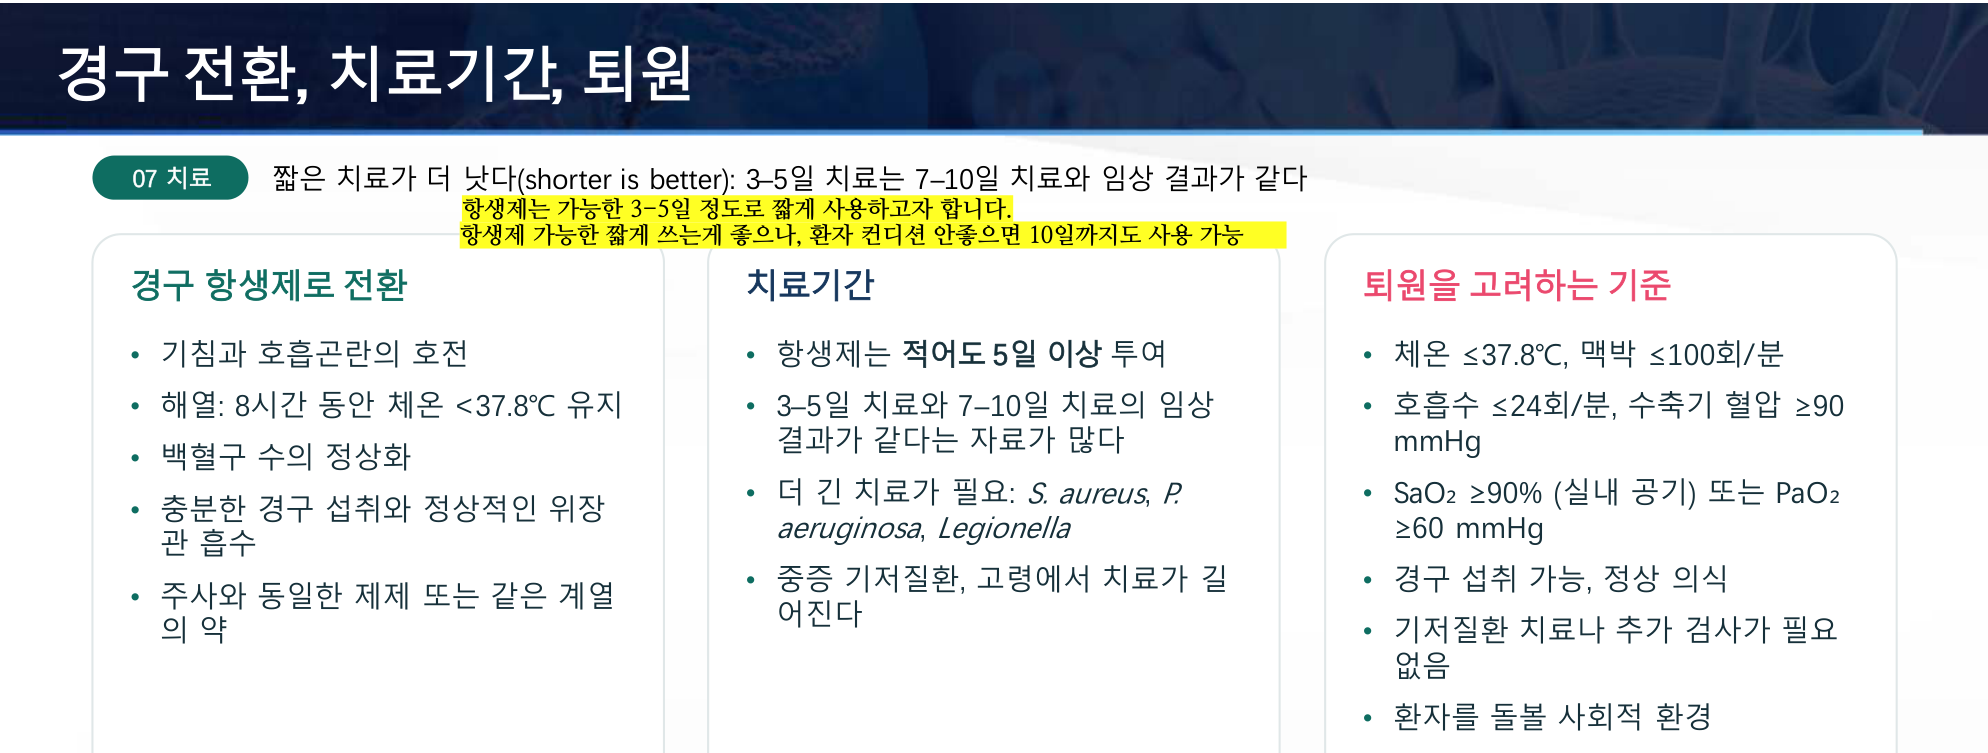 경구 전환, 치료기간, 퇴원
07 치료
짧은 치료가 더 낫다(shorter is better): 3–5일 치료는 7–10일 치료와 임상 결과가 같다
항생제는 가능한 3-5일 정도로 짧게 사용하고자 합니다.
항생제 가능한 짧게 쓰는게 좋으나, 환자 컨디션 안좋으면 10일까지도 사용 가능
경구 항생제로 전환
• 기침과 호흡곤란의 호전
• 해열: 8시간 동안 체온 <37.8℃ 유지
• 백혈구 수의 정상화
• 충분한 경구 섭취와 정상적인 위장
관 흡수
• 주사와 동일한 제제 또는 같은 계열
의 약
치료기간
• 항생제는 적어도 5일 이상 투여
• 3–5일 치료와 7–10일 치료의 임상
결과가 같다는 자료가 많다
• 더 긴 치료가 필요: S. aureus, P.
aeruginosa, Legionella
• 중증 기저질환, 고령에서 치료가 길
어진다
퇴원을 고려하는 기준
• 체온 ≤37.8℃, 맥박 ≤100회/분
• 호흡수 ≤24회/분, 수축기 혈압 ≥90
mmHg
• SaO₂ ≥90% (실내 공기) 또는 PaO₂
≥60 mmHg
• 경구 섭취 가능, 정상 의식
• 기저질환 치료나 추가 검사가 필요
없음
• 환자를 돌볼 사회적 환경